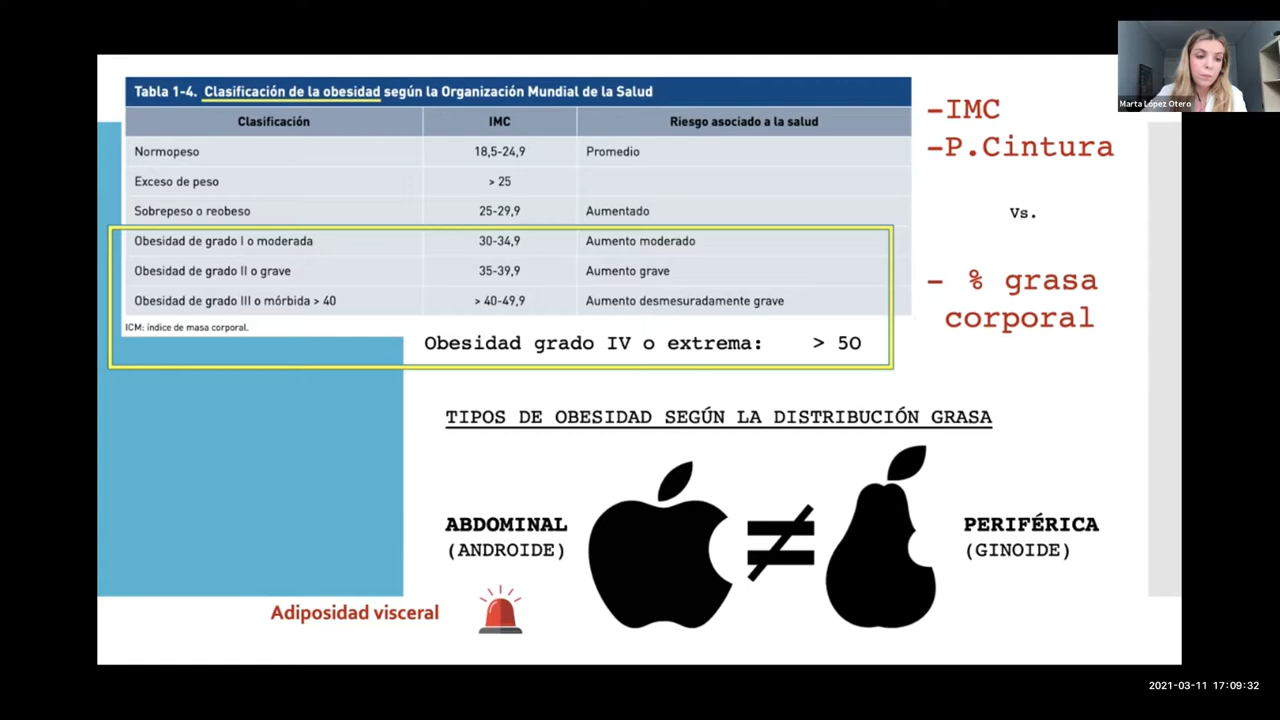 Tabla 1-4. Clasificación de la obesidad según la Organización Mundial de la Salud
Clasificación IMC Riesgo asociado a la salud
Normopeso 18,5-24,9 Promedio
Exceso de peso > 25
Sobrepeso o reobeso 25-29,9 Aumentado
Obesidad de grado I o moderada 30-34,9 Aumento moderado
Obesidad de grado II o grave 35-39,9 Aumento grave
Obesidad de grado III o mórbida > 40 > 40-49,9 Aumento desmesuradamente grave
ICM: índice de masa corporal.
Obesidad grado IV o extrema: > 50
-IMC
-P.Cintura
Vs.
- % grasa
corporal
Marta López Otero
TIPOS DE OBESIDAD SEGÚN LA DISTRIBUCIÓN GRASA
ABDOMINAL
(ANDROIDE)
PERIFÉRICA
(GINOIDE)
Adiposidad visceral
2021-03-11 17:09:32